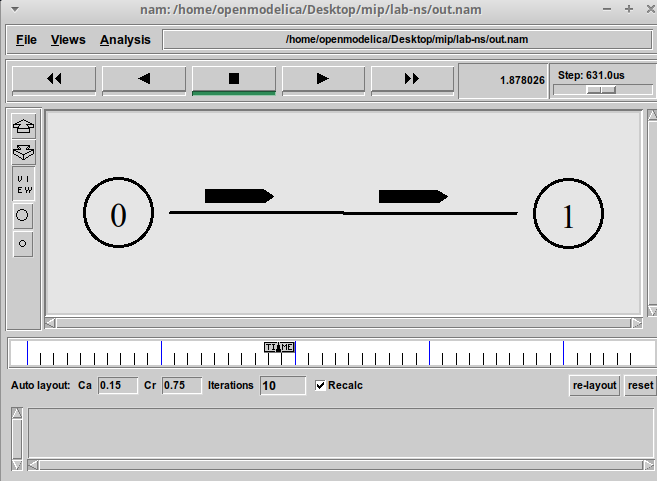 nam: /home/openmodelica/Desktop/mip/lab-ns/out.nam
File Views Analysis /home/openmodelica/Desktop/mip/lab-ns/out.nam
1.878026 Step: 631.0us
VI
EW
0 1
TIME
Auto layout: Ca 0.15 Cr 0.75 Iterations 10 Recalc re-layout reset